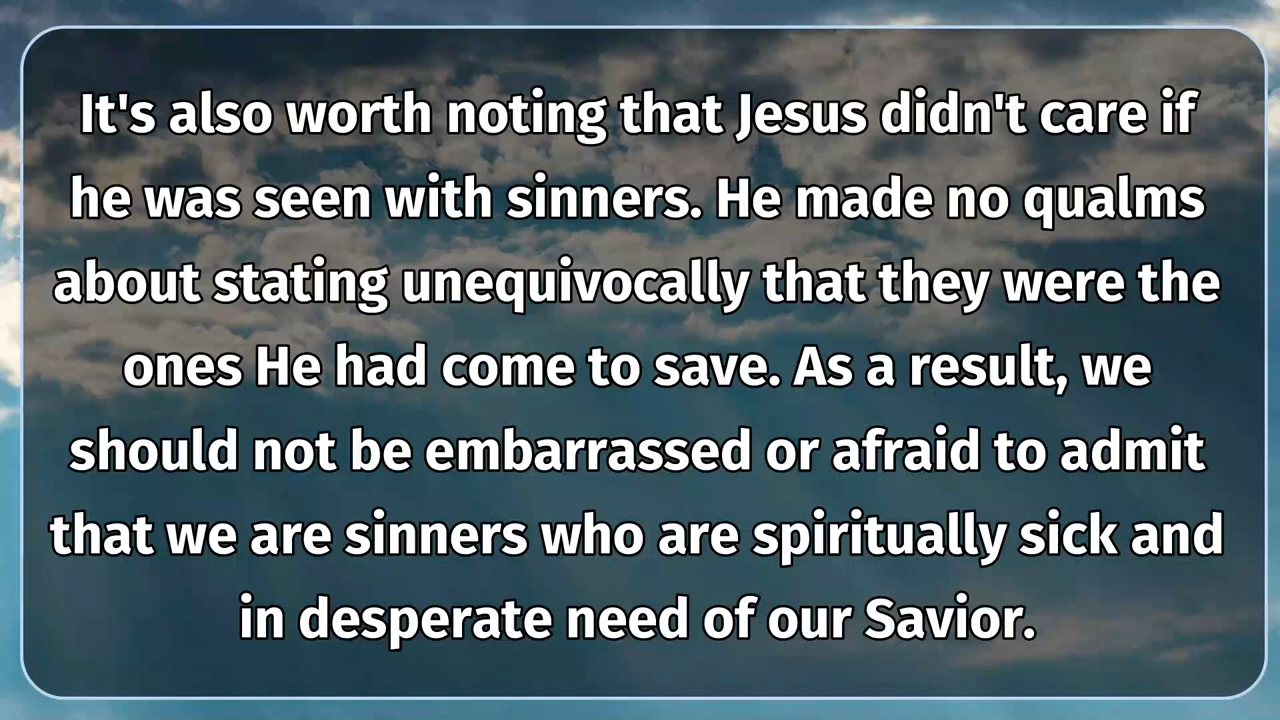 It's also worth noting that Jesus didn't care if
he was seen with sinners. He made no qualms
about stating unequivocally that they were the
ones He had come to save. As a result, we
should not be embarrassed or afraid to admit
that we are sinners who are spiritually sick and
in desperate need of our Savior.